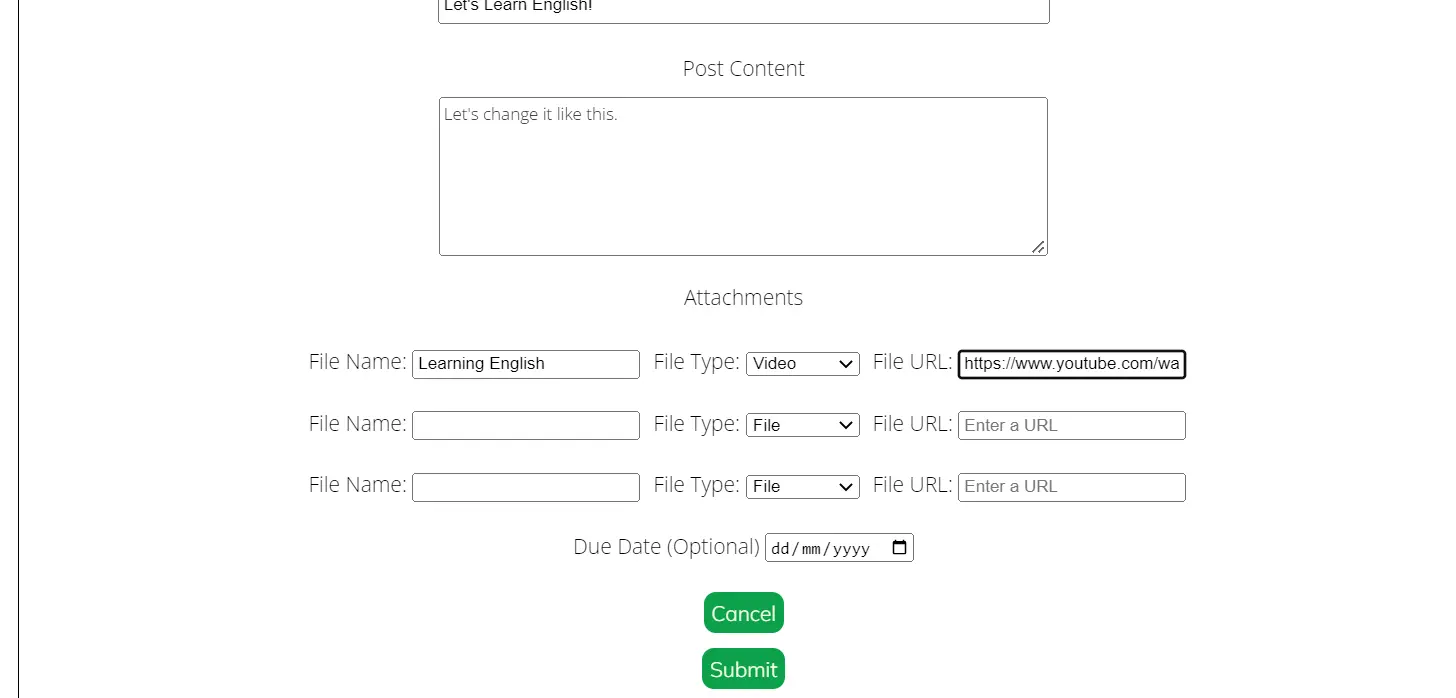 Let's Learn English!
Post Content
Let's change it like this.
Attachments
File Name: Learning English File Type: Video File URL: https://www.youtube.com/wa
File Name: File Type: File File URL: Enter a URL
File Name: File Type: File File URL: Enter a URL
Due Date (Optional) dd/mm/yyyy
Cancel
Submit